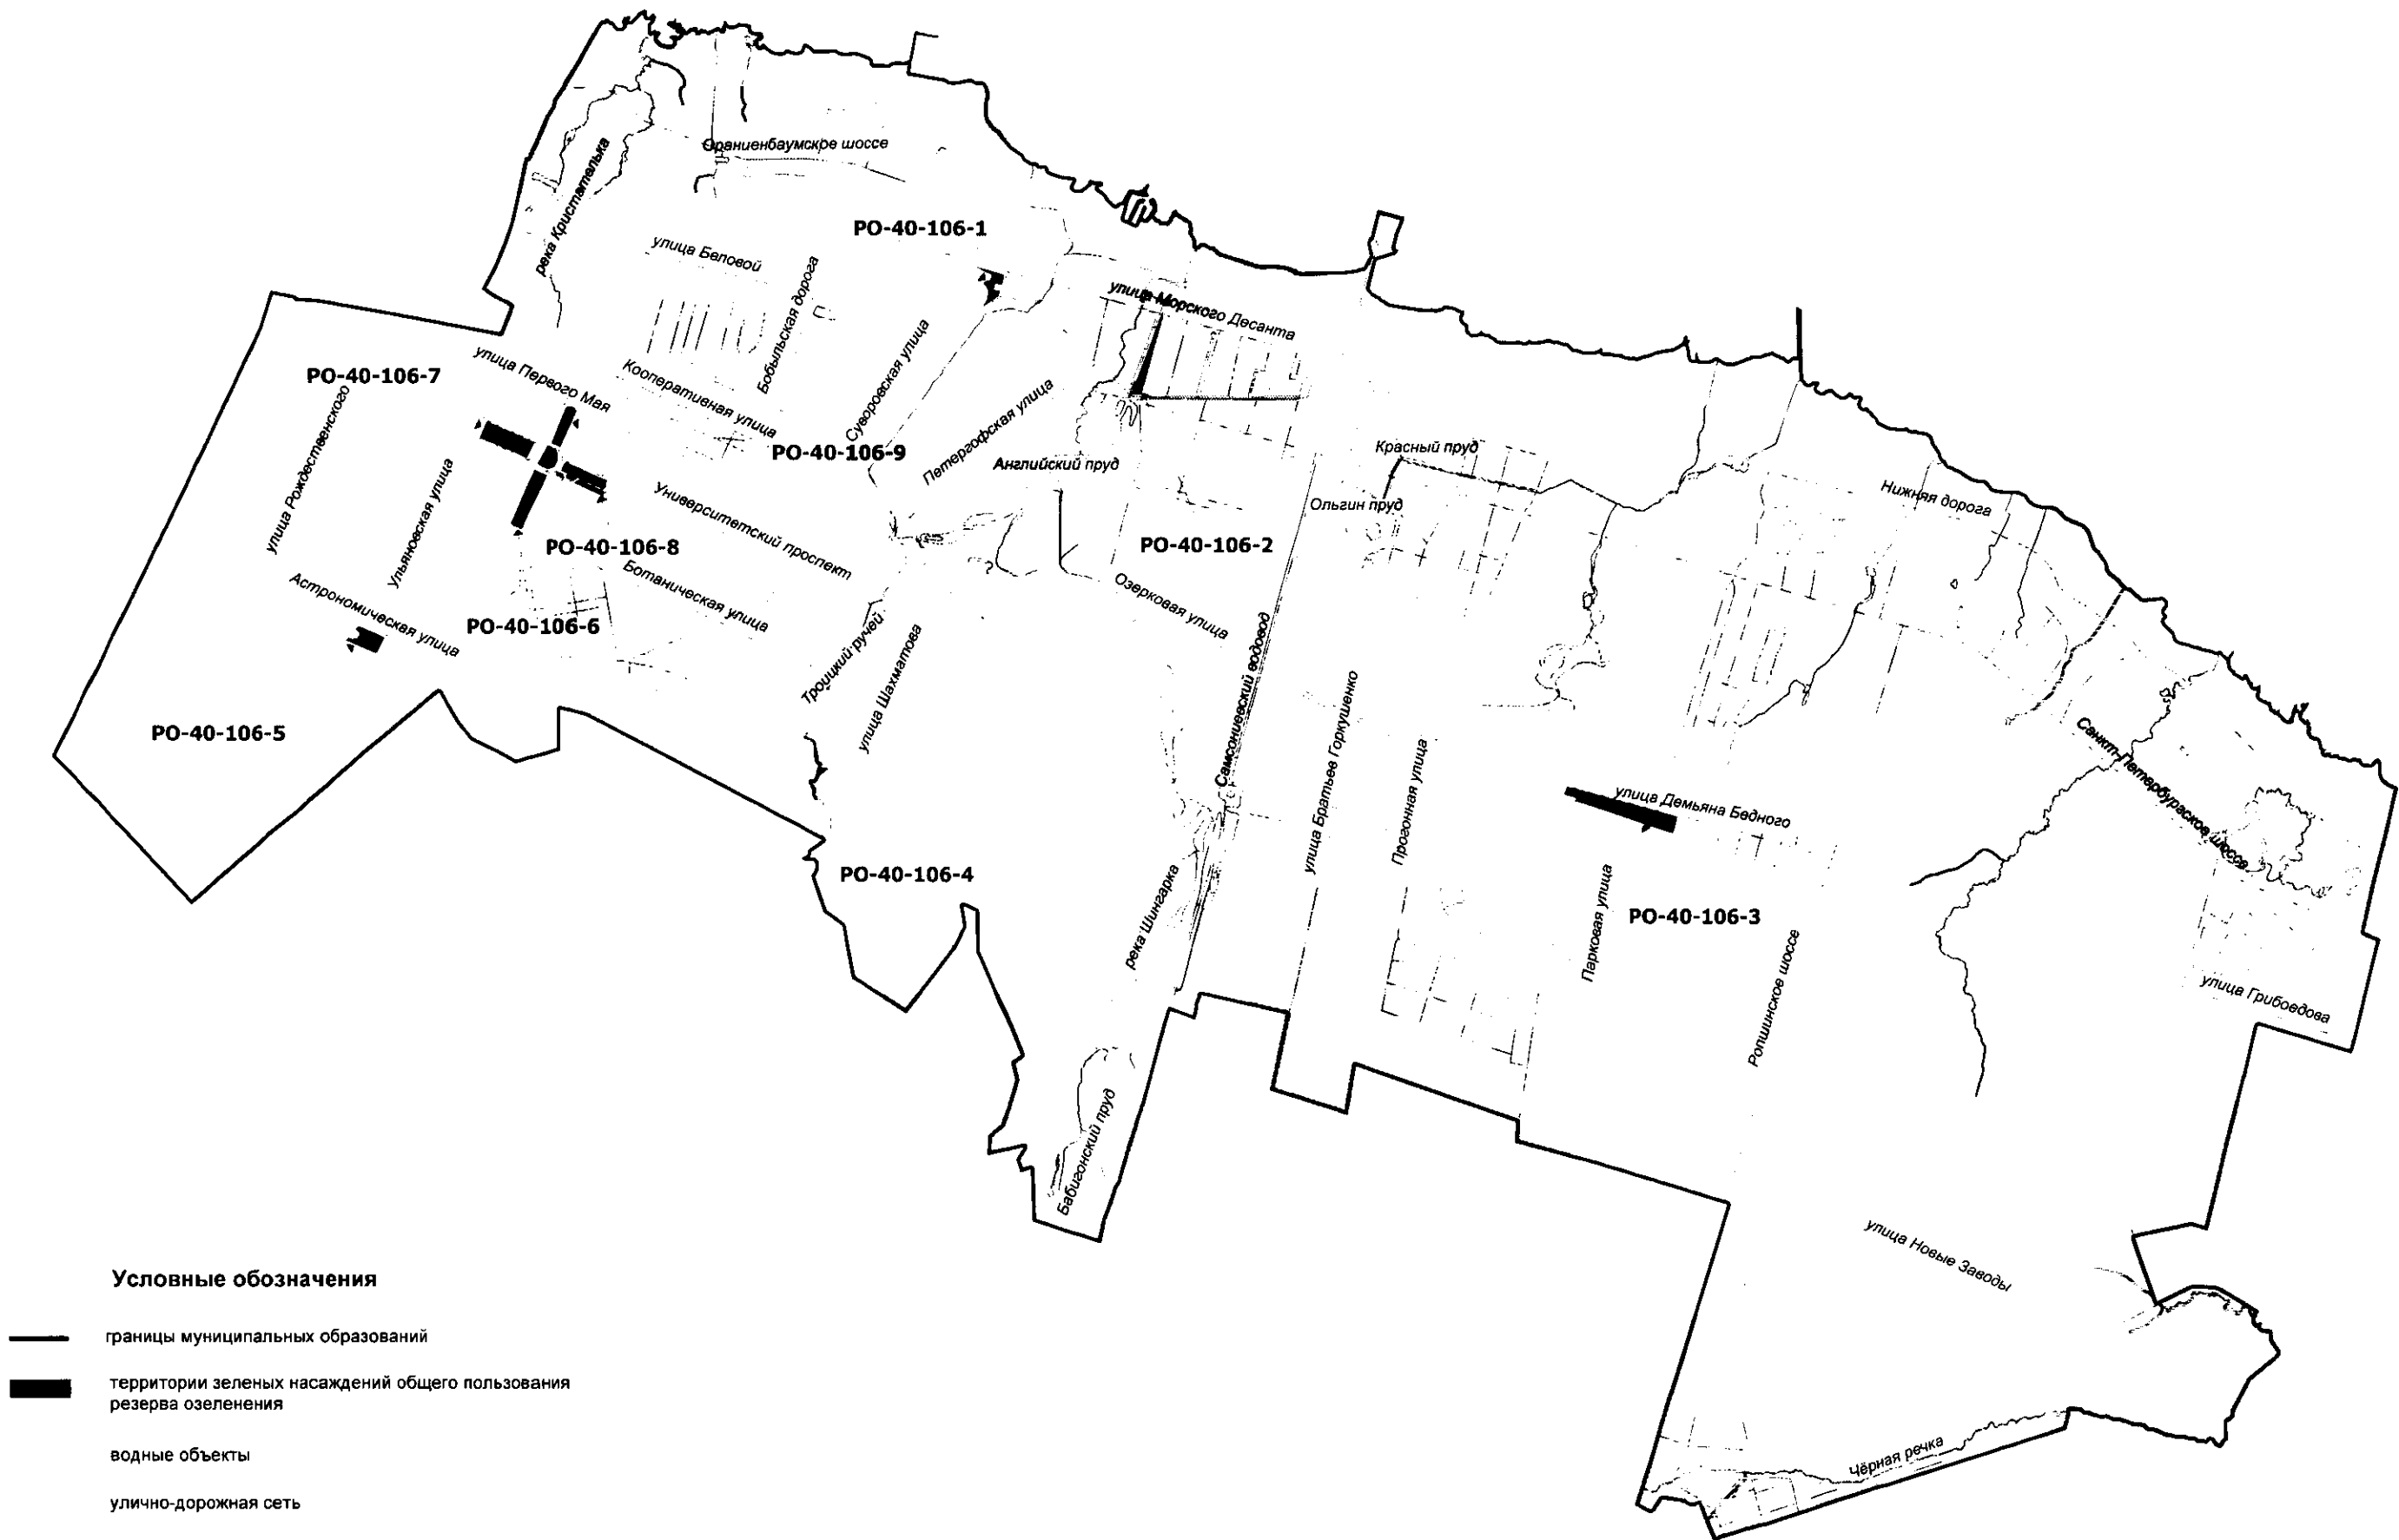 Ораниенбаумскре шоссе
река Кристателька
РО-40-106-1
улица Беловой
Бобыльская дорога
улица Морского Десанта
Суворовская улица
улица Первого Мая
Кооперативная улица
РО-40-106-7
улица Рождественского
Петергофская улица
РО-40-106-9
Английский пруд
Красный пруд
Ольгин пруд
Нижняя дорога
Ульяновская улица
Университетский проспект
РО-40-106-8
РО-40-106-2
Ботаническая улица
Озерковая улица
Астрономическая улица
РО-40-106-6
Троицкий ручей
улица Шахматова
Самсониевский водовод
улица Братьев Горкушенко
Прогонная улица
РО-40-106-5
Санкт-Петербургское шоссе
улица Демьяна Бедного
РО-40-106-4
река Шингарка
Парковая улица
РО-40-106-3
Ропшинское шоссе
улица Грибоедова
Бабигонский пруд
улица Новые Заводы
Чёрная речка
Условные обозначения
границы муниципальных образований
территории зеленых насаждений общего пользования
резерва озеленения
водные объекты
улично-дорожная сеть